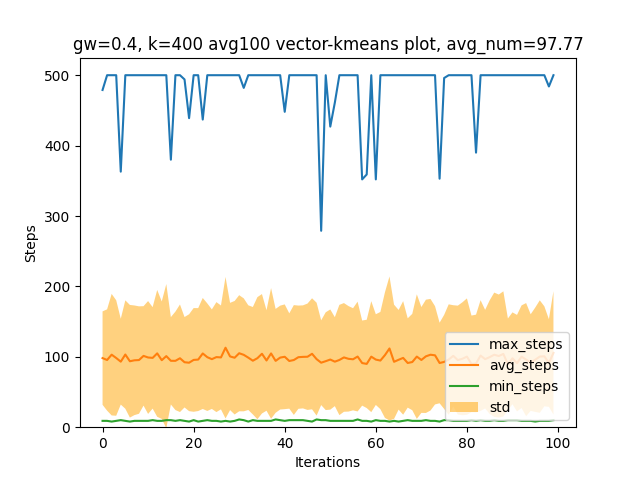 gw=0.4, k=400 avg100 vector-kmeans plot, avg_num=97.77
500
400
300
200
100
0
Steps
0 20 40 60 80 100
Iterations
max_steps
avg_steps
min_steps
std